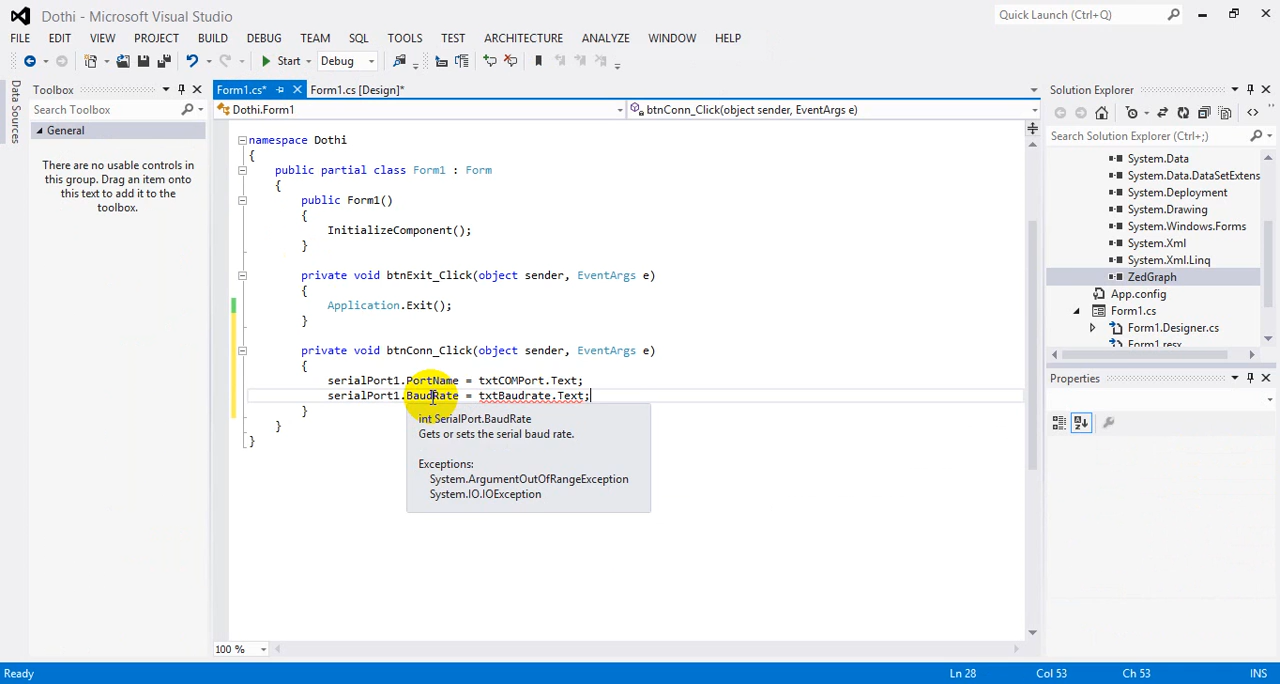 Dothi - Microsoft Visual Studio
Quick Launch (Ctrl+Q)
FILE EDIT VIEW PROJECT BUILD DEBUG TEAM SQL TOOLS TEST ARCHITECTURE ANALYZE WINDOW HELP
Start Debug
Data Sources
Toolbox
Search Toolbox
General
There are no usable controls in
this group. Drag an item onto
this text to add it to the
toolbox.
Form1.cs* Form1.cs [Design]*
Dothi.Form1 btnConn_Click(object sender, EventArgs e)
namespace Dothi
{
public partial class Form1 : Form
{
public Form1()
{
InitializeComponent();
}
private void btnExit_Click(object sender, EventArgs e)
{
Application.Exit();
}
private void btnConn_Click(object sender, EventArgs e)
{
serialPort1.PortName = txtCOMPort.Text;
serialPort1.BaudRate = txtBaudrate.Text;
}
}
}
int SerialPort.BaudRate
Gets or sets the serial baud rate.
Exceptions:
System.ArgumentOutOfRangeException
System.IO.IOException
100 %
Solution Explorer
Search Solution Explorer (Ctrl+;)
System.Data
System.Data.DataSetExtens
System.Deployment
System.Drawing
System.Windows.Forms
System.Xml
System.Xml.Linq
ZedGraph
App.config
Form1.cs
Form1.Designer.cs
Form1.resx
Properties
Ready Ln 28 Col 53 Ch 53 INS